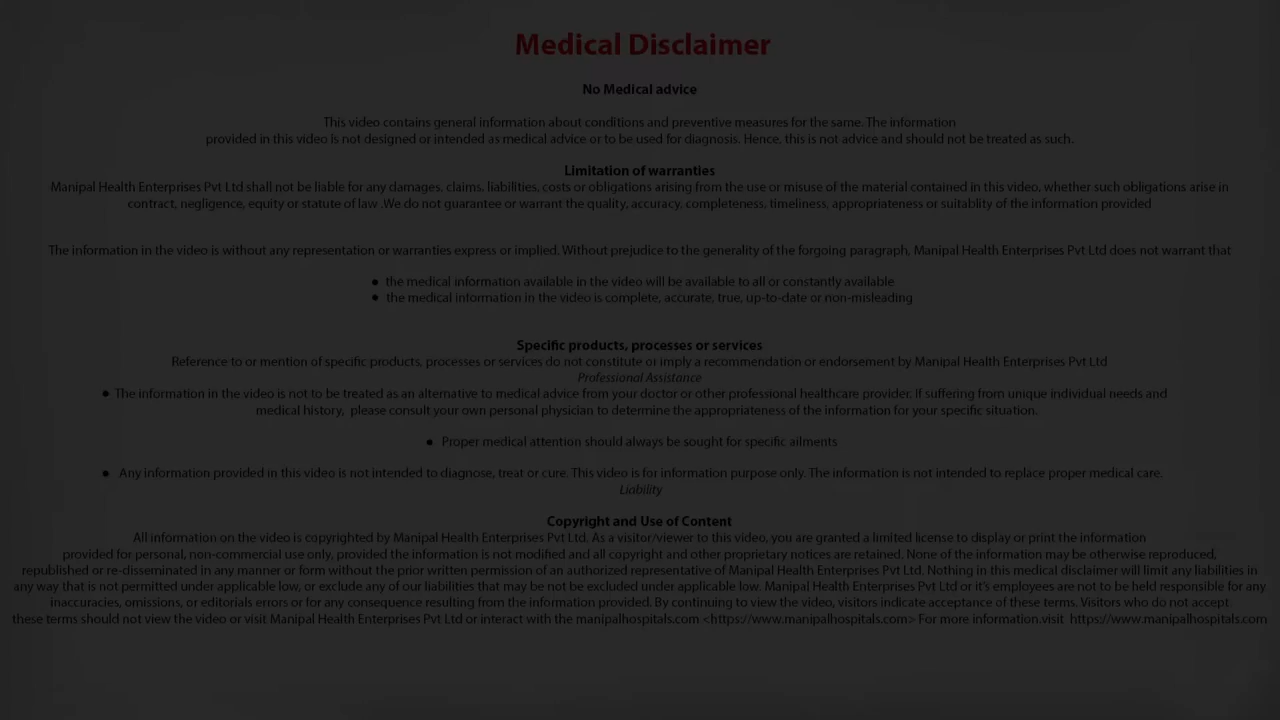 Medical Disclaimer
No Medical advice
This video contains general information about conditions and preventive measures for the same. The information
provided in this video is not designed or intended as medical advice or to be used for diagnosis. Hence, this is not advice and should not be treated as such.
Limitation of warranties
Manipal Health Enterprises Pvt Ltd shall not be liable for any damages, claims, liabilities, costs or obligations arising from the use or misuse of the material contained in this video, whether such obligations arise in
contract, negligence, equity or statute of law .We do not guarantee or warrant the quality, accuracy, completeness, timeliness, appropriateness or suitablity of the information provided
The information in the video is without any representation or warranties express or implied. Without prejudice to the generality of the forgoing paragraph, Manipal Health Enterprises Pvt Ltd does not warrant that
● the medical information available in the video will be available to all or constantly available
● the medical information in the video is complete, accurate, true, up-to-date or non-misleading
Specific products, processes or services
Reference to or mention of specific products, processes or services do not constitute or imply a recommendation or endorsement by Manipal Health Enterprises Pvt Ltd
Professional Assistance
● The information in the video is not to be treated as an alternative to medical advice from your doctor or other professional healthcare provider. if suffering from unique individual needs and
medical history, please consult your own personal physician to determine the appropriateness of the information for your specific situation.
● Proper medical attention should always be sought for specific ailments
● Any information provided in this video is not intended to diagnose, treat or cure. This video is for information purpose only. The information is not intended to replace proper medical care.
Liability
Copyright and Use of Content
All information on the video is copyrighted by Manipal Health Enterprises Pvt Ltd. As a visitor/viewer to this video, you are granted a limited license to display or print the information
provided for personal, non-commercial use only, provided the information is not modified and all copyright and other proprietary notices are retained. None of the information may be otherwise reproduced,
republished or re-disseminated in any manner or form without the prior written permission of an authorized representative of Manipal Health Enterprises Pvt Ltd. Nothing in this medical disclaimer will limit any liabilities in
any way that is not permitted under applicable low, or exclude any of our liabilities that may be not be excluded under applicable low. Manipal Health Enterprises Pvt Ltd or it's employees are not to be held responsible for any
inaccuracies, omissions, or editorials errors or for any consequence resulting from the information provided. By continuing to view the video, visitors indicate acceptance of these terms. Visitors who do not accept
these terms should not view the video or visit Manipal Health Enterprises Pvt Ltd or interact with the manipalhospitals.com <https://www.manipalhospitals.com> For more information.visit https://www.manipalhospitals.com